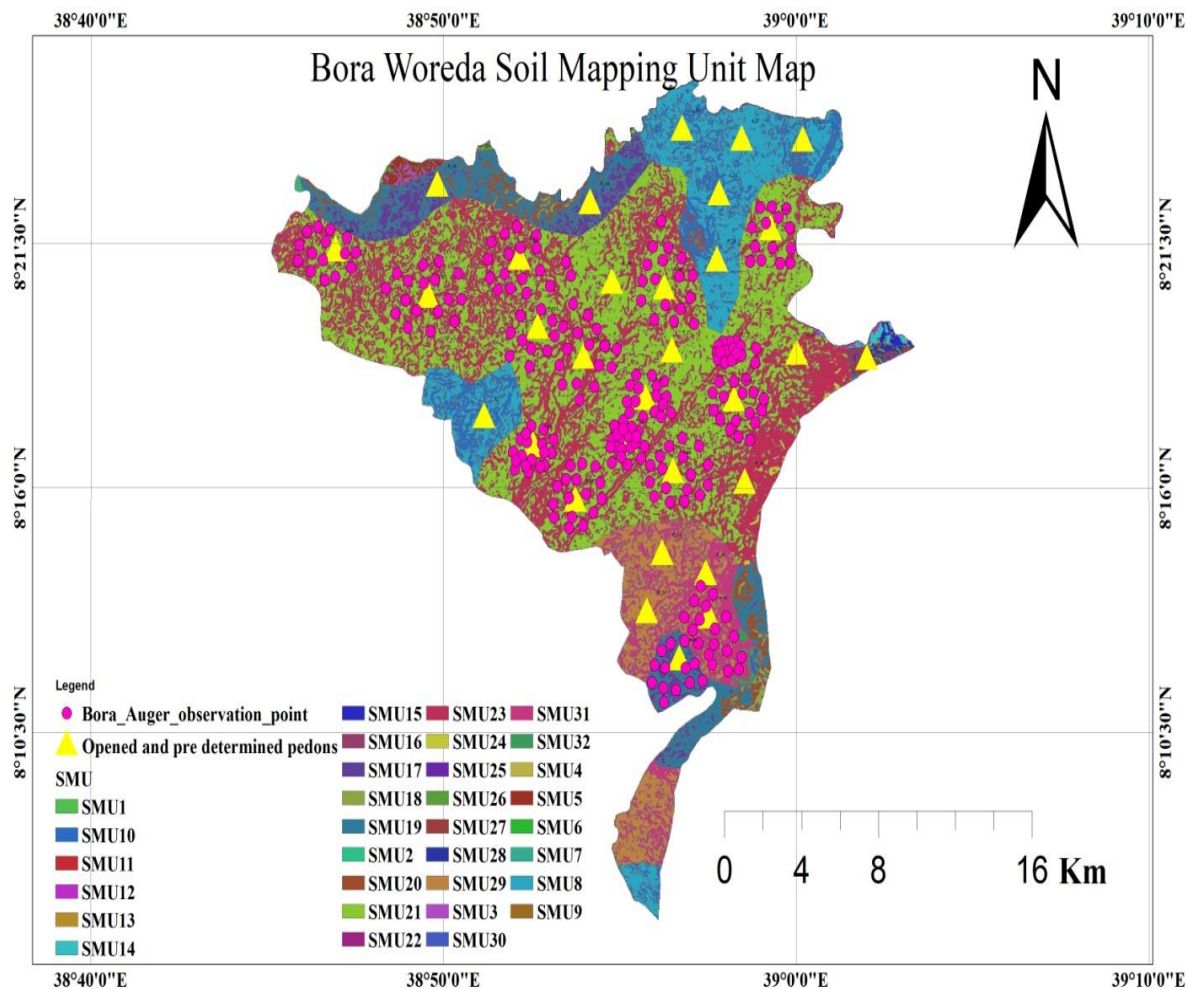 38°40'0"E 38°50'0"E 39°0'0"E 39°10'0"E
Bora Woreda Soil Mapping Unit Map
N
8°21'30"N 8°21'30"N
8°16'0"N 8°16'0"N
8°10'30"N 8°10'30"N
Legend
Bora_Auger_observation_point
Opened and pre determined pedons
SMU
SMU1
SMU10
SMU11
SMU12
SMU13
SMU14
SMU15
SMU16
SMU17
SMU18
SMU19
SMU2
SMU20
SMU21
SMU22
SMU23
SMU24
SMU25
SMU26
SMU27
SMU28
SMU29
SMU3
SMU30
SMU31
SMU32
SMU4
SMU5
SMU6
SMU7
SMU8
SMU9
0 4 8 16 Km
38°40'0"E 38°50'0"E 39°0'0"E 39°10'0"E